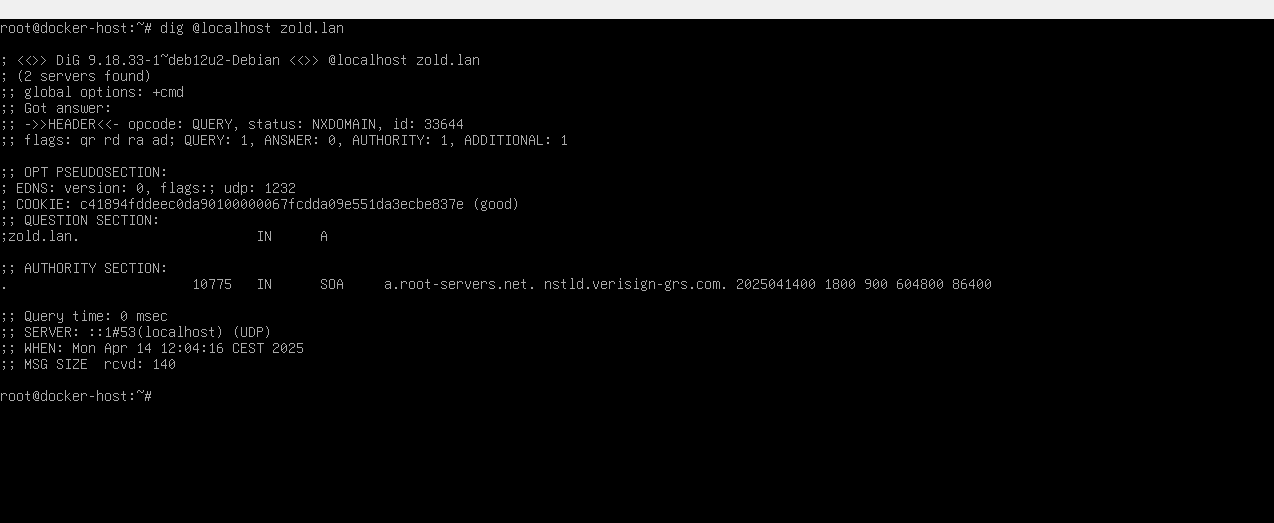 root@docker-host:~# dig @localhost zold.lan
; <<>> DiG 9.18.33-1~deb12u2-Debian <<>> @localhost zold.lan
; (2 servers found)
;; global options: +cmd
;; Got answer:
;; ->>HEADER<<- opcode: QUERY, status: NXDOMAIN, id: 33644
;; flags: qr rd ra ad; QUERY: 1, ANSWER: 0, AUTHORITY: 1, ADDITIONAL: 1
;; OPT PSEUDOSECTION:
; EDNS: version: 0, flags:; udp: 1232
; COOKIE: c41894fddeec0da90100000067fcdda09e551da3ecbe837e (good)
;; QUESTION SECTION:
;zold.lan. IN A
;; AUTHORITY SECTION:
. 10775 IN SOA a.root-servers.net. nstld.verisign-grs.com. 2025041400 1800 900 604800 86400
;; Query time: 0 msec
;; SERVER: ::1#53(localhost) (UDP)
;; WHEN: Mon Apr 14 12:04:16 CEST 2025
;; MSG SIZE rcvd: 140
root@docker-host:~#